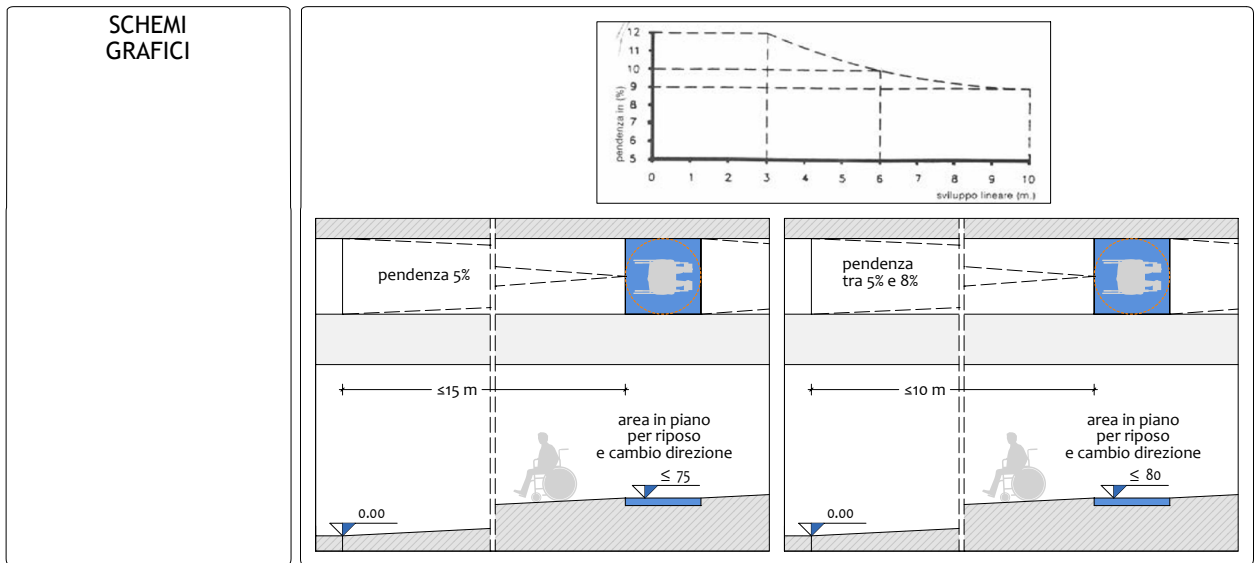 SCHEMI
GRAFICI
12
11
10
9
8
7
6
5
pendenza in (%)
0 1 2 3 4 5 6 7 8 9 10
sviluppo lineare (m.)
pendenza 5%
≤15 m
area in piano
per riposo
e cambio direzione
≤ 75
0.00
pendenza
tra 5% e 8%
≤10 m
area in piano
per riposo
e cambio direzione
≤ 80
0.00